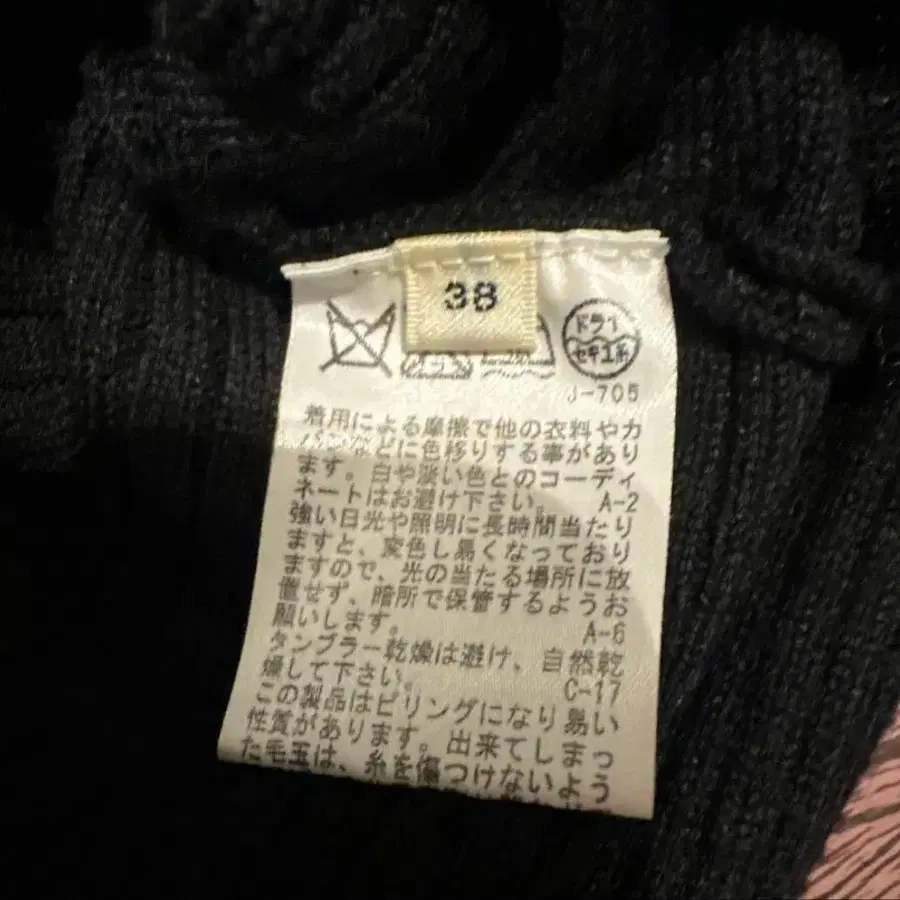 38
ドライ
セキユ系
J-705
着用による摩擦で他の衣料やカ
バンなどに色移りする事があり
ます。白や淡い色とのコーディ
ネートはお避け下さい。 A-2
強い日光や照明に長時間当たり
ますと、変色し易くなっており
ますので、光の当たる場所に放
置せず、暗所で保管するようお
願いします。 A-6
タンブラー乾燥は避け、自然乾
燥して下さい。 C-17
この製品はピリングになり易い
性質があります。出来てしまっ
た毛玉は、糸を傷つけないよう